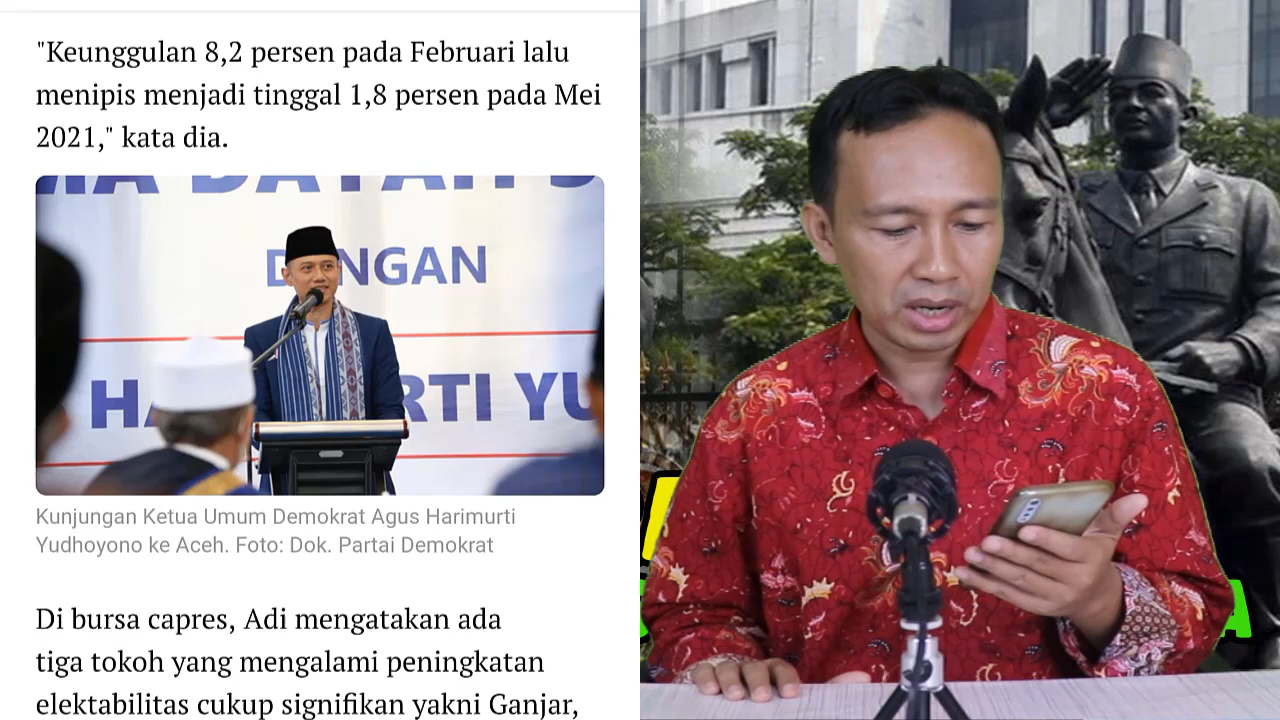 "Keunggulan 8,2 persen pada Februari lalu
menipis menjadi tinggal 1,8 persen pada Mei
2021," kata dia.
DENGAN
Kunjungan Ketua Umum Demokrat Agus Harimurti
Yudhoyono ke Aceh. Foto: Dok. Partai Demokrat
Di bursa capres, Adi mengatakan ada
tiga tokoh yang mengalami peningkatan
elektabilitas cukup signifikan yakni Ganjar,